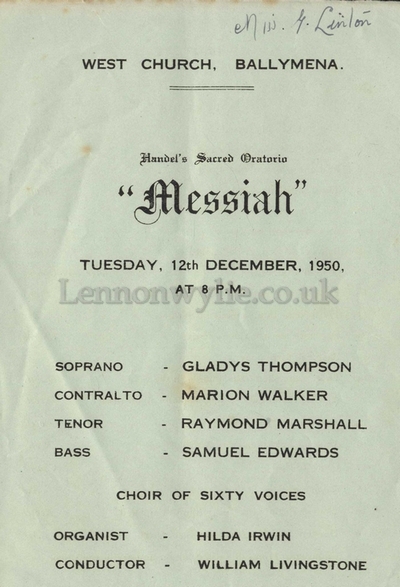 Miss. G. Linton
WEST CHURCH, BALLYMENA.
Handel's Sacred Oratorio
"Messiah"
TUESDAY, 12th DECEMBER, 1950,
Lennonwylie.co.uk
AT 8 P.M.
SOPRANO - GLADYS THOMPSON
CONTRALTO - MARION WALKER
TENOR - RAYMOND MARSHALL
BASS - SAMUEL EDWARDS
CHOIR OF SIXTY VOICES
ORGANIST - HILDA IRWIN
CONDUCTOR - WILLIAM LIVINGSTONE